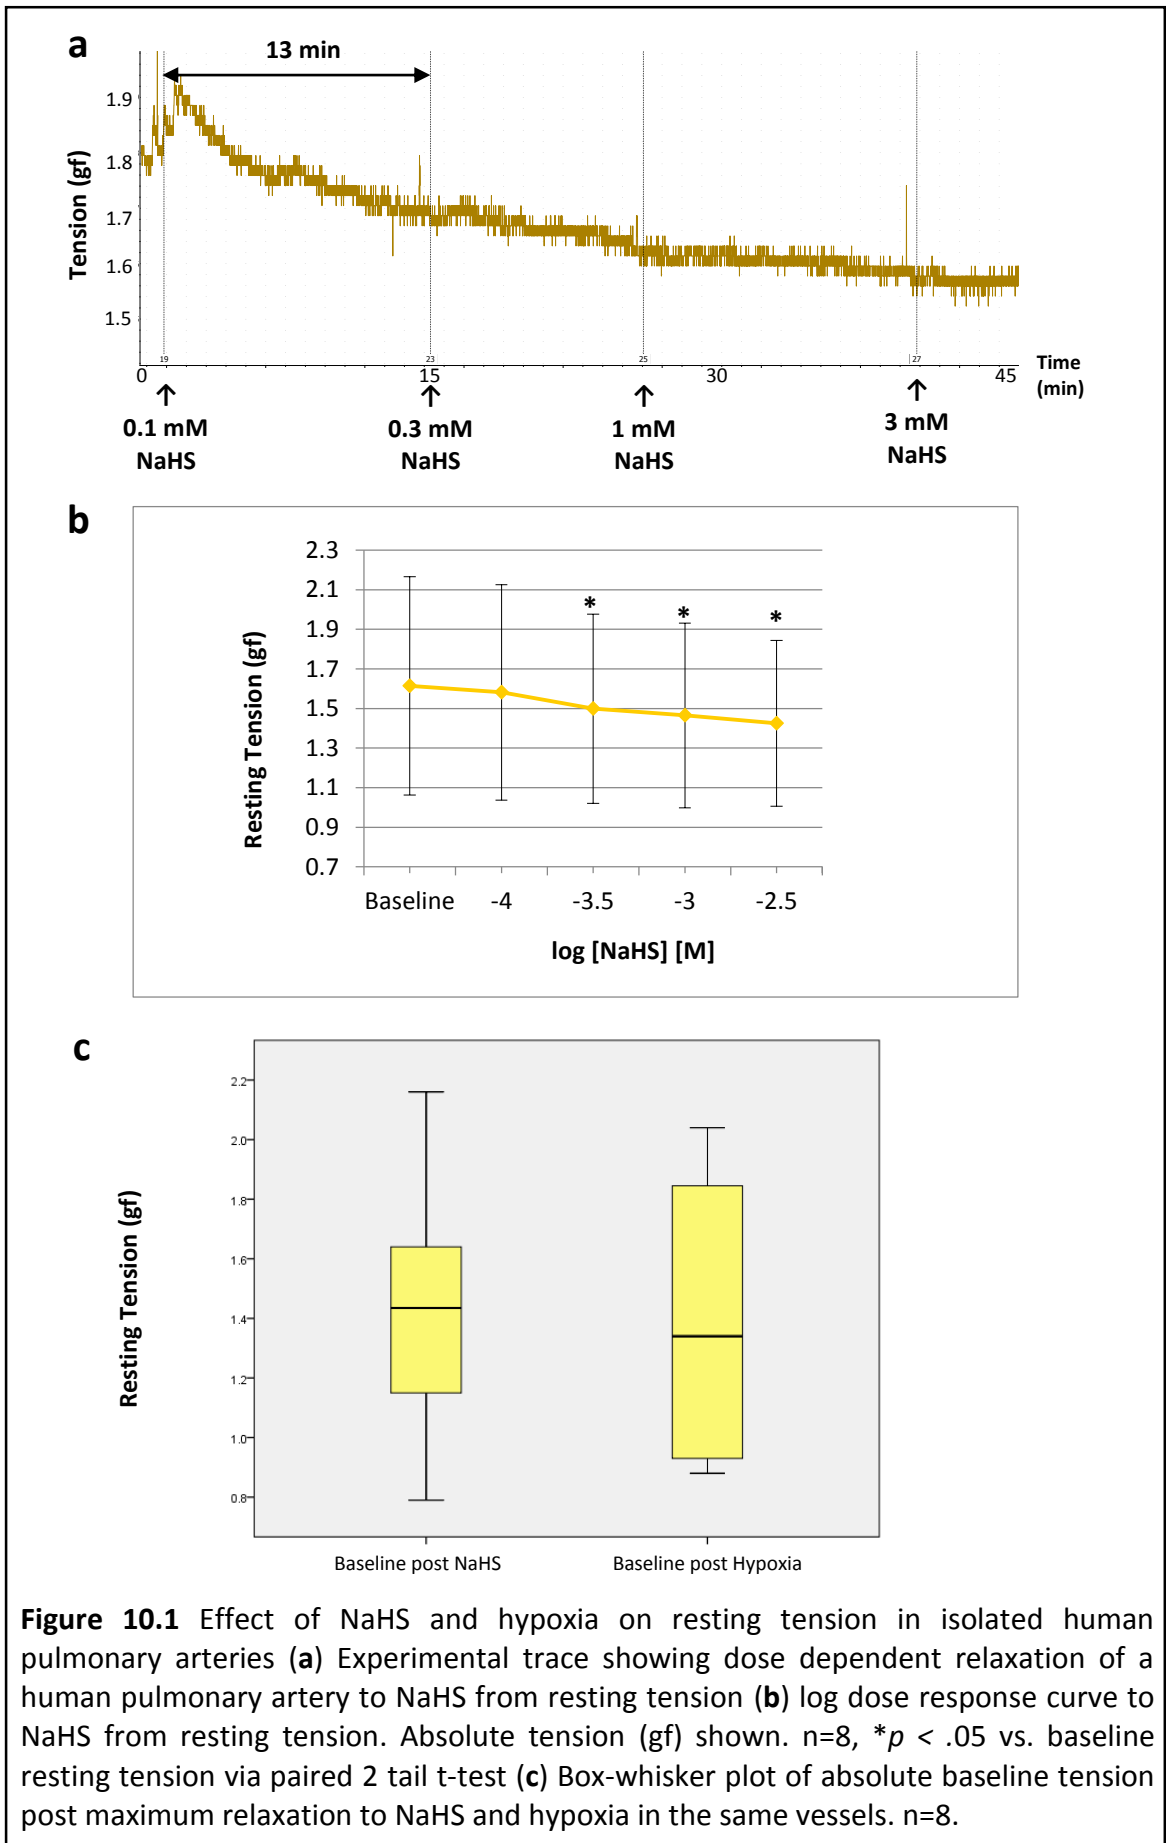 a
13 min
1.9
1.8
1.7
1.6
1.5
Tension (gf)
19
23
25
27
0
15
30
45
Time
(min)
0.1 mM
NaHS
0.3 mM
NaHS
1 mM
NaHS
3 mM
NaHS
b
2.3
2.1
1.9
1.7
1.5
1.3
1.1
0.9
0.7
Resting Tension (gf)
*
*
*
Baseline
-4
-3.5
-3
-2.5
log [NaHS] [M]
c
2.2
2.0
1.8
1.6
1.4
1.2
1.0
0.8
Resting Tension (gf)
Baseline post NaHS
Baseline post Hypoxia
Figure 10.1 Effect of NaHS and hypoxia on resting tension in isolated human
pulmonary arteries (a) Experimental trace showing dose dependent relaxation of a
human pulmonary artery to NaHS from resting tension (b) log dose response curve to
NaHS from resting tension. Absolute tension (gf) shown. n=8, *p < .05 vs. baseline
resting tension via paired 2 tail t-test (c) Box-whisker plot of absolute baseline tension
post maximum relaxation to NaHS and hypoxia in the same vessels. n=8.